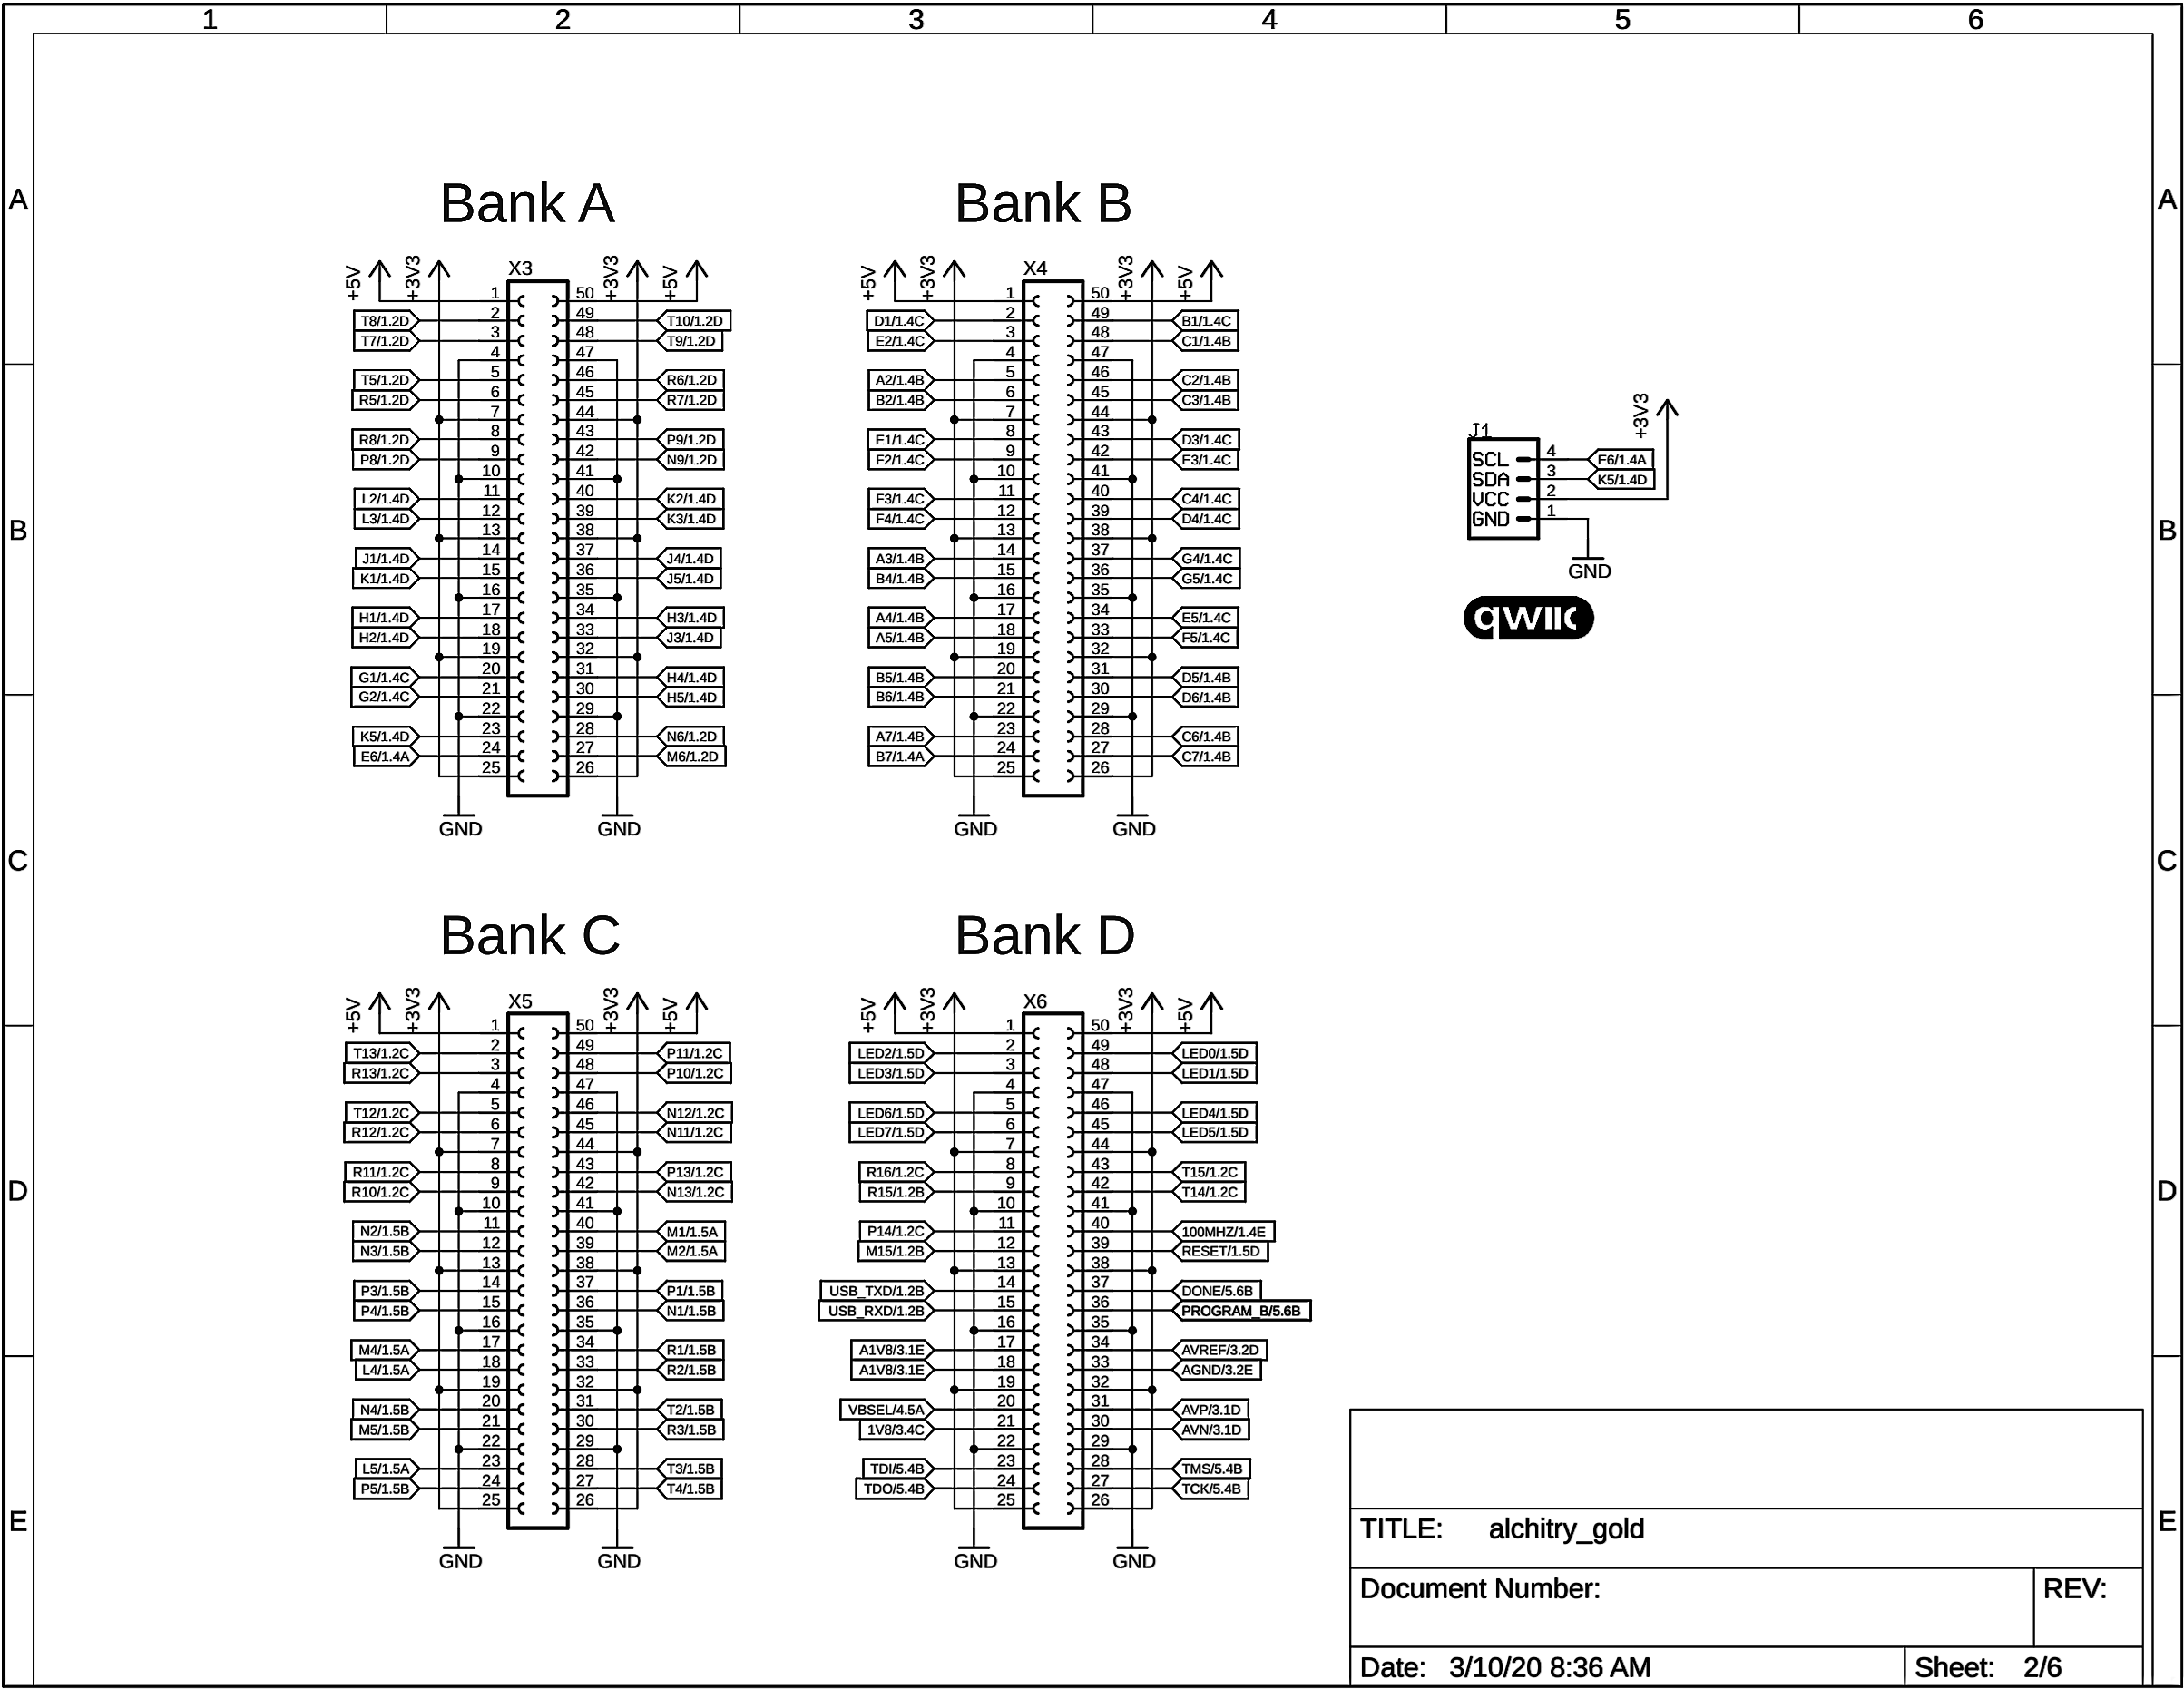 1 2 3 4 5 6
A A
Bank A Bank B
+5V +3V3 X3 +3V3 +5V +5V +3V3 X4 +3V3 +5V
1 50 1 50
T8/1.2D 2 49 T10/1.2D D1/1.4C 2 49 B1/1.4C
T7/1.2D 3 48 T9/1.2D E2/1.4C 3 48 C1/1.4B
4 47 4 47
T5/1.2D 5 46 R6/1.2D A2/1.4B 5 46 C2/1.4B
R5/1.2D 6 45 R7/1.2D B2/1.4B 6 45 C3/1.4B
7 44 7 44 +3V3
R8/1.2D 8 43 P9/1.2D E1/1.4C 8 43 D3/1.4C J1
P8/1.2D 9 42 N9/1.2D F2/1.4C 9 42 E3/1.4C SCL 4 E6/1.4A
10 41 10 41 SDA 3 K5/1.4D
L2/1.4D 11 40 K2/1.4D F3/1.4C 11 40 C4/1.4C VCC 2
L3/1.4D 12 39 K3/1.4D F4/1.4C 12 39 D4/1.4C GND 1
B 13 38 13 38 B
J1/1.4D 14 37 J4/1.4D A3/1.4B 14 37 G4/1.4C
K1/1.4D 15 36 J5/1.4D B4/1.4B 15 36 G5/1.4C GND
16 35 16 35
H1/1.4D 17 34 H3/1.4D A4/1.4B 17 34 E5/1.4C qwiic
H2/1.4D 18 33 J3/1.4D A5/1.4B 18 33 F5/1.4C
19 32 19 32
G1/1.4C 20 31 H4/1.4D B5/1.4B 20 31 D5/1.4B
G2/1.4C 21 30 H5/1.4D B6/1.4B 21 30 D6/1.4B
22 29 22 29
K5/1.4D 23 28 N6/1.2D A7/1.4B 23 28 C6/1.4B
E6/1.4A 24 27 M6/1.2D B7/1.4A 24 27 C7/1.4B
25 26 25 26
GND GND GND GND
C C
Bank C Bank D
+5V +3V3 X5 +3V3 +5V +5V +3V3 X6 +3V3 +5V
1 50 1 50
T13/1.2C 2 49 P11/1.2C LED2/1.5D 2 49 LED0/1.5D
R13/1.2C 3 48 P10/1.2C LED3/1.5D 3 48 LED1/1.5D
4 47 4 47
T12/1.2C 5 46 N12/1.2C LED6/1.5D 5 46 LED4/1.5D
R12/1.2C 6 45 N11/1.2C LED7/1.5D 6 45 LED5/1.5D
7 44 7 44
R11/1.2C 8 43 P13/1.2C R16/1.2C 8 43 T15/1.2C
D R10/1.2C 9 42 N13/1.2C R15/1.2B 9 42 T14/1.2C D
10 41 10 41
N2/1.5B 11 40 M1/1.5A P14/1.2C 11 40 100MHZ/1.4E
N3/1.5B 12 39 M2/1.5A M15/1.2B 12 39 RESET/1.5D
13 38 13 38
P3/1.5B 14 37 P1/1.5B USB_TXD/1.2B 14 37 DONE/5.6B
P4/1.5B 15 36 N1/1.5B USB_RXD/1.2B 15 36 PROGRAM_B/5.6B
16 35 16 35
M4/1.5A 17 34 R1/1.5B A1V8/3.1E 17 34 AVREF/3.2D
L4/1.5A 18 33 R2/1.5B A1V8/3.1E 18 33 AGND/3.2E
19 32 19 32
N4/1.5B 20 31 T2/1.5B VBSEL/4.5A 20 31 AVP/3.1D
M5/1.5B 21 30 R3/1.5B 1V8/3.4C 21 30 AVN/3.1D
22 29 22 29
L5/1.5A 23 28 T3/1.5B TDI/5.4B 23 28 TMS/5.4B
P5/1.5B 24 27 T4/1.5B TDO/5.4B 24 27 TCK/5.4B
25 26 25 26
E E
GND GND GND GND
TITLE: alchitry_gold
Document Number: REV:
Date: 3/10/20 8:36 AM Sheet: 2/6